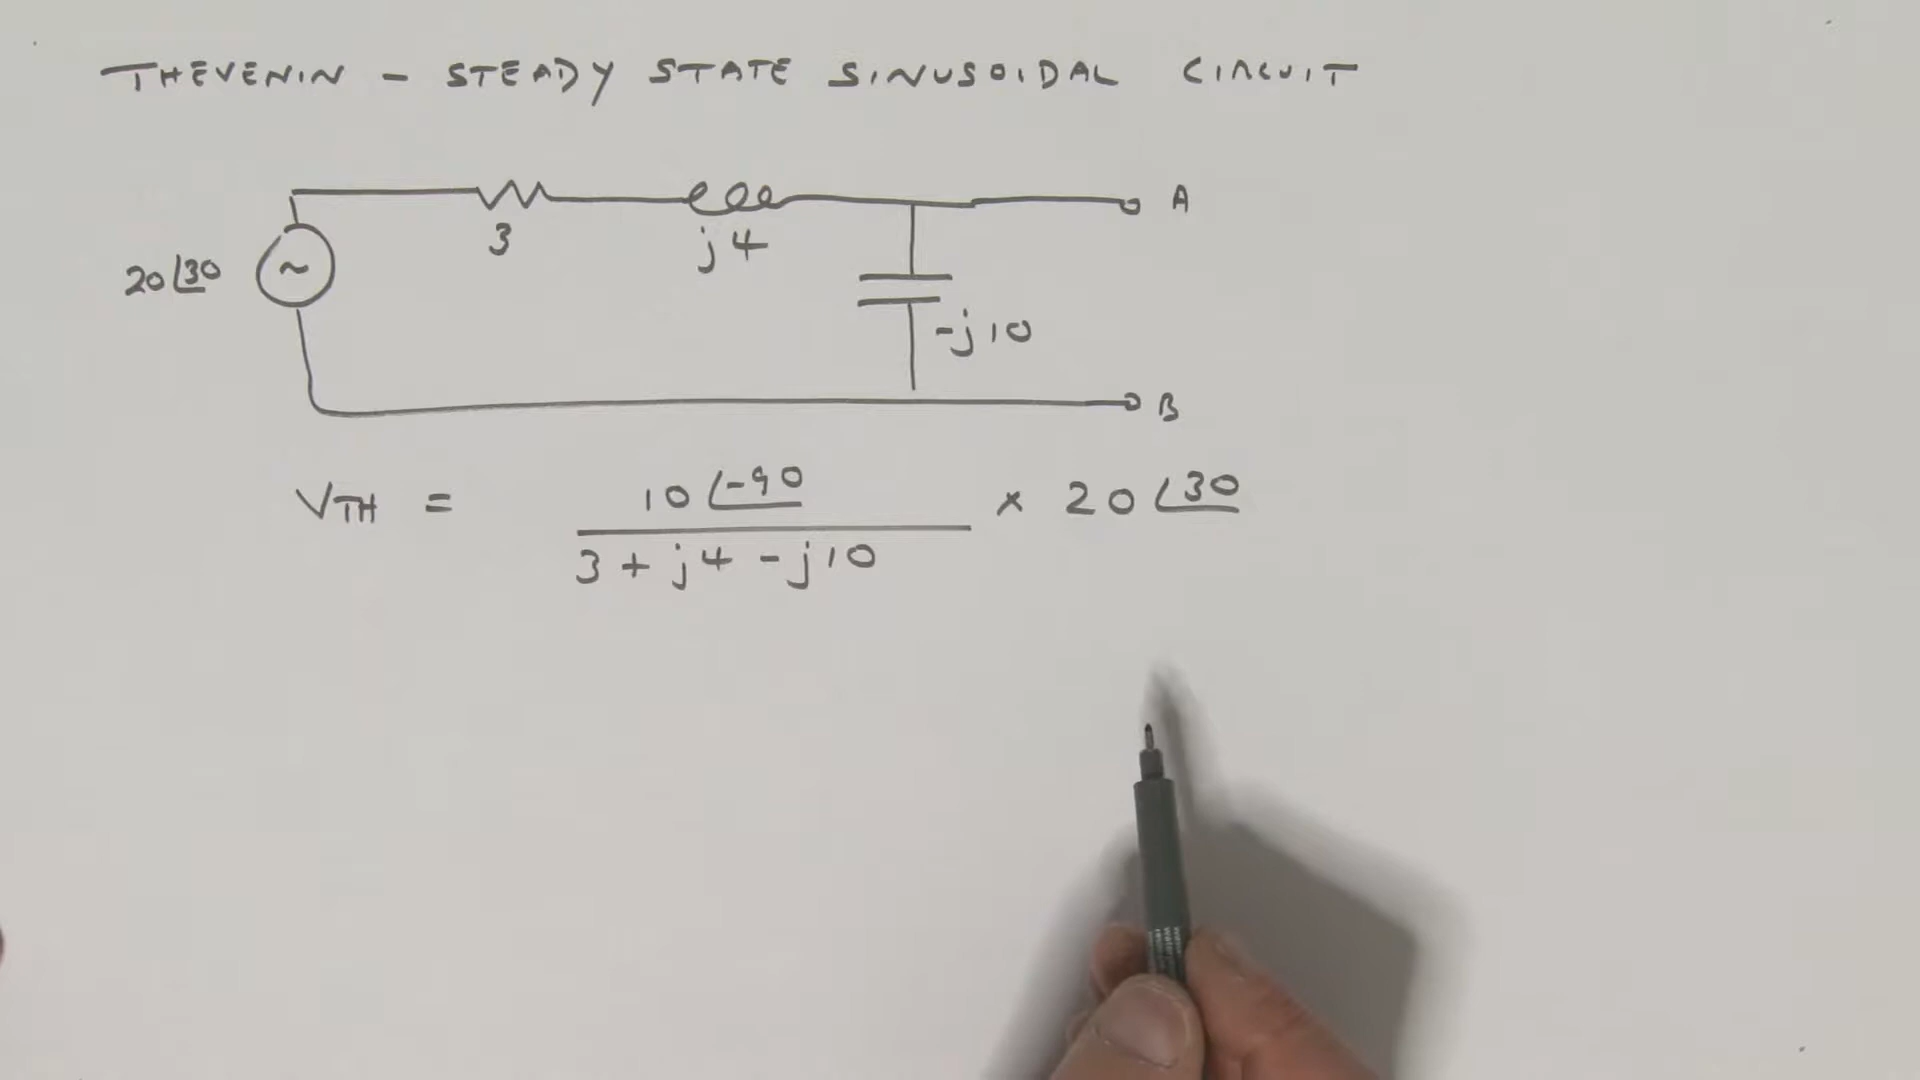 THEVENIN - STEADY STATE SINUSOIDAL CIRCUIT
A
3
j4
20∠30
~
-j10
B
VTH = 10∠-90 × 20∠30
3 + j4 - j10